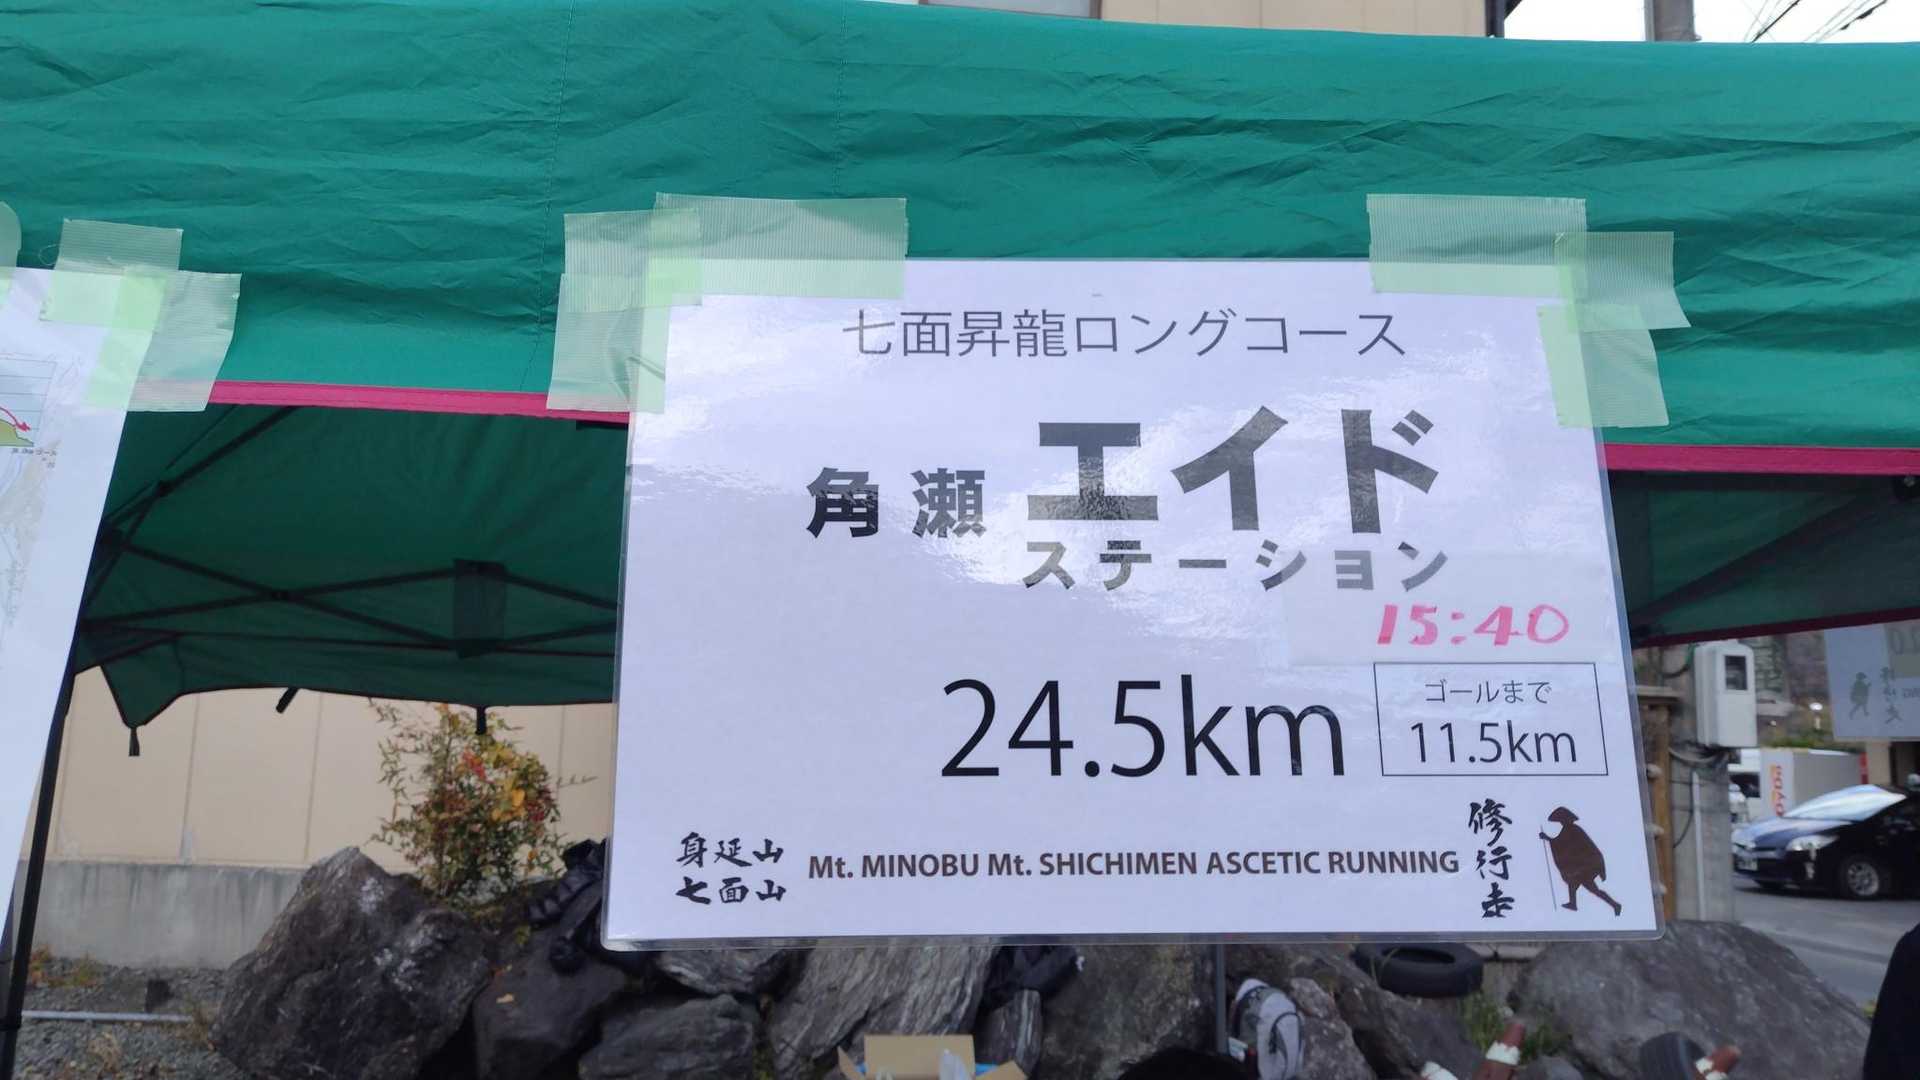 七面昇龍ロングコース
角瀬 エイド
ステーション
15:40
24.5km
ゴールまで
11.5km
身延山
七面山
Mt. MINOBU Mt. SHICHIMEN ASCETIC RUNNING
修行走